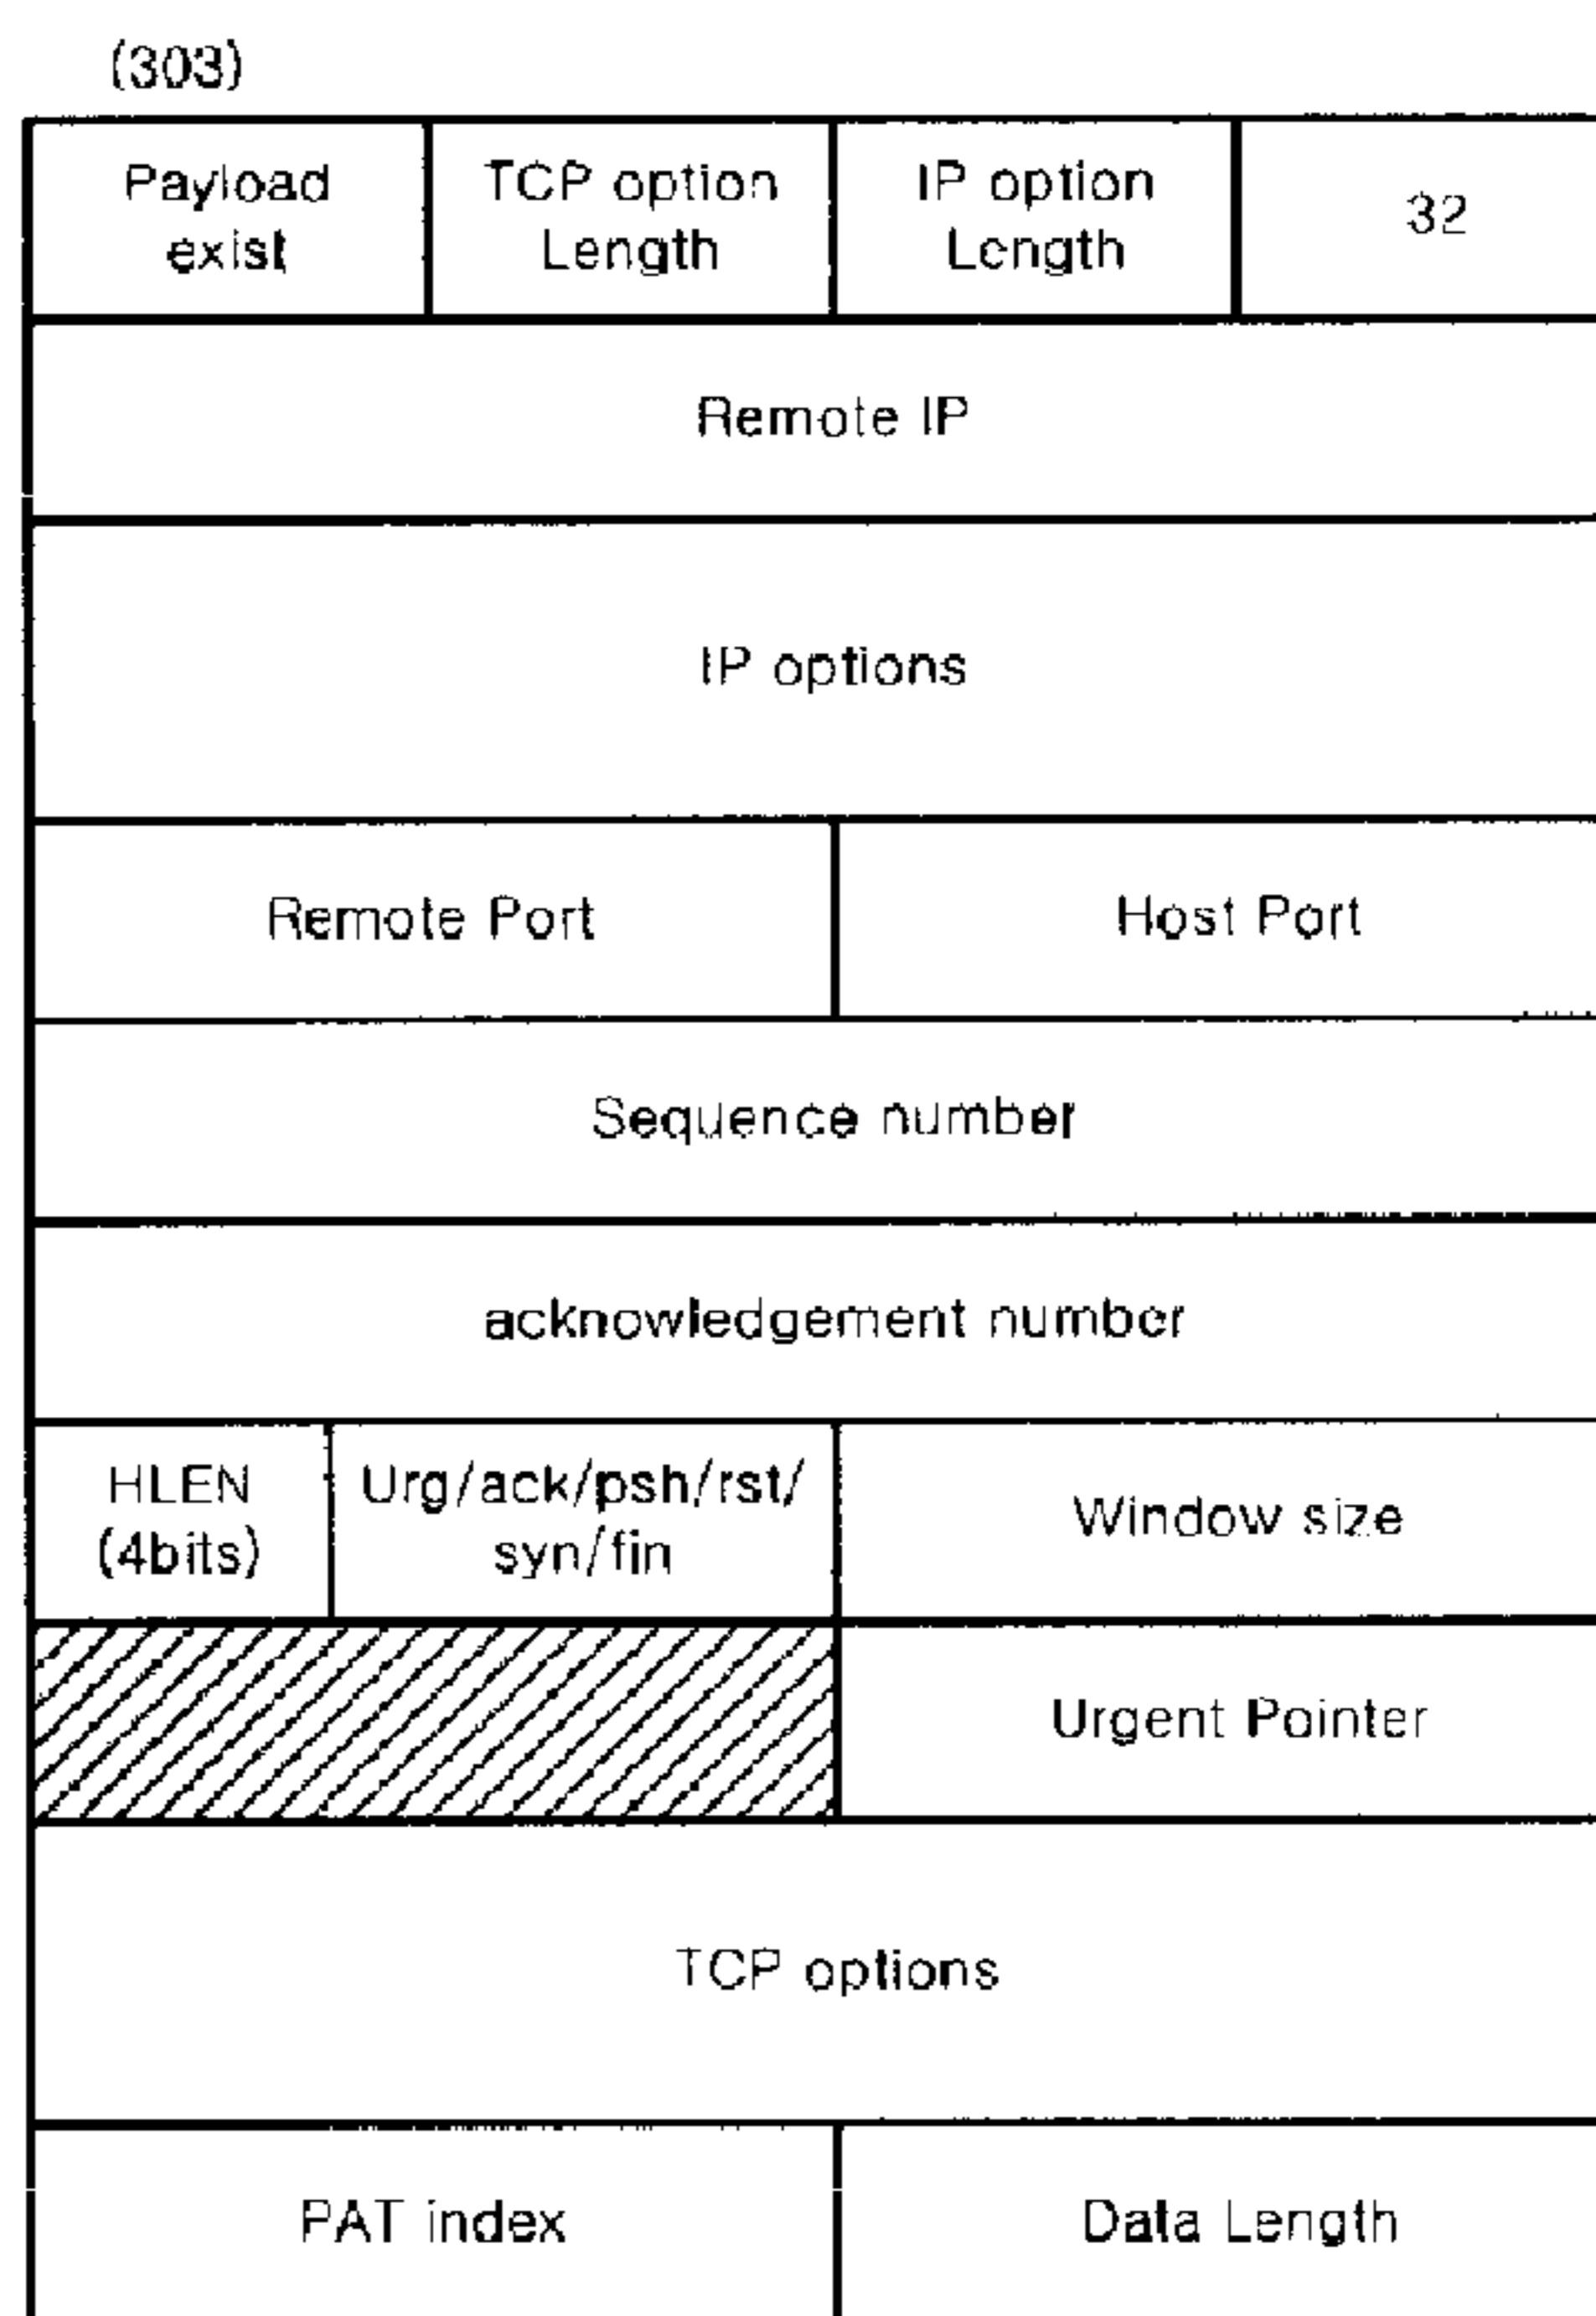 (303)
Payload
exist
TCP option
Length
IP option
Length
32
Remote IP
IP options
Remote Port
Host Port
Sequence number
acknowledgement number
HLEN
(4bits)
Urg/ack/psh/rst/
syn/fin
Window size
Urgent Pointer
TCP options
PAT index
Data Length